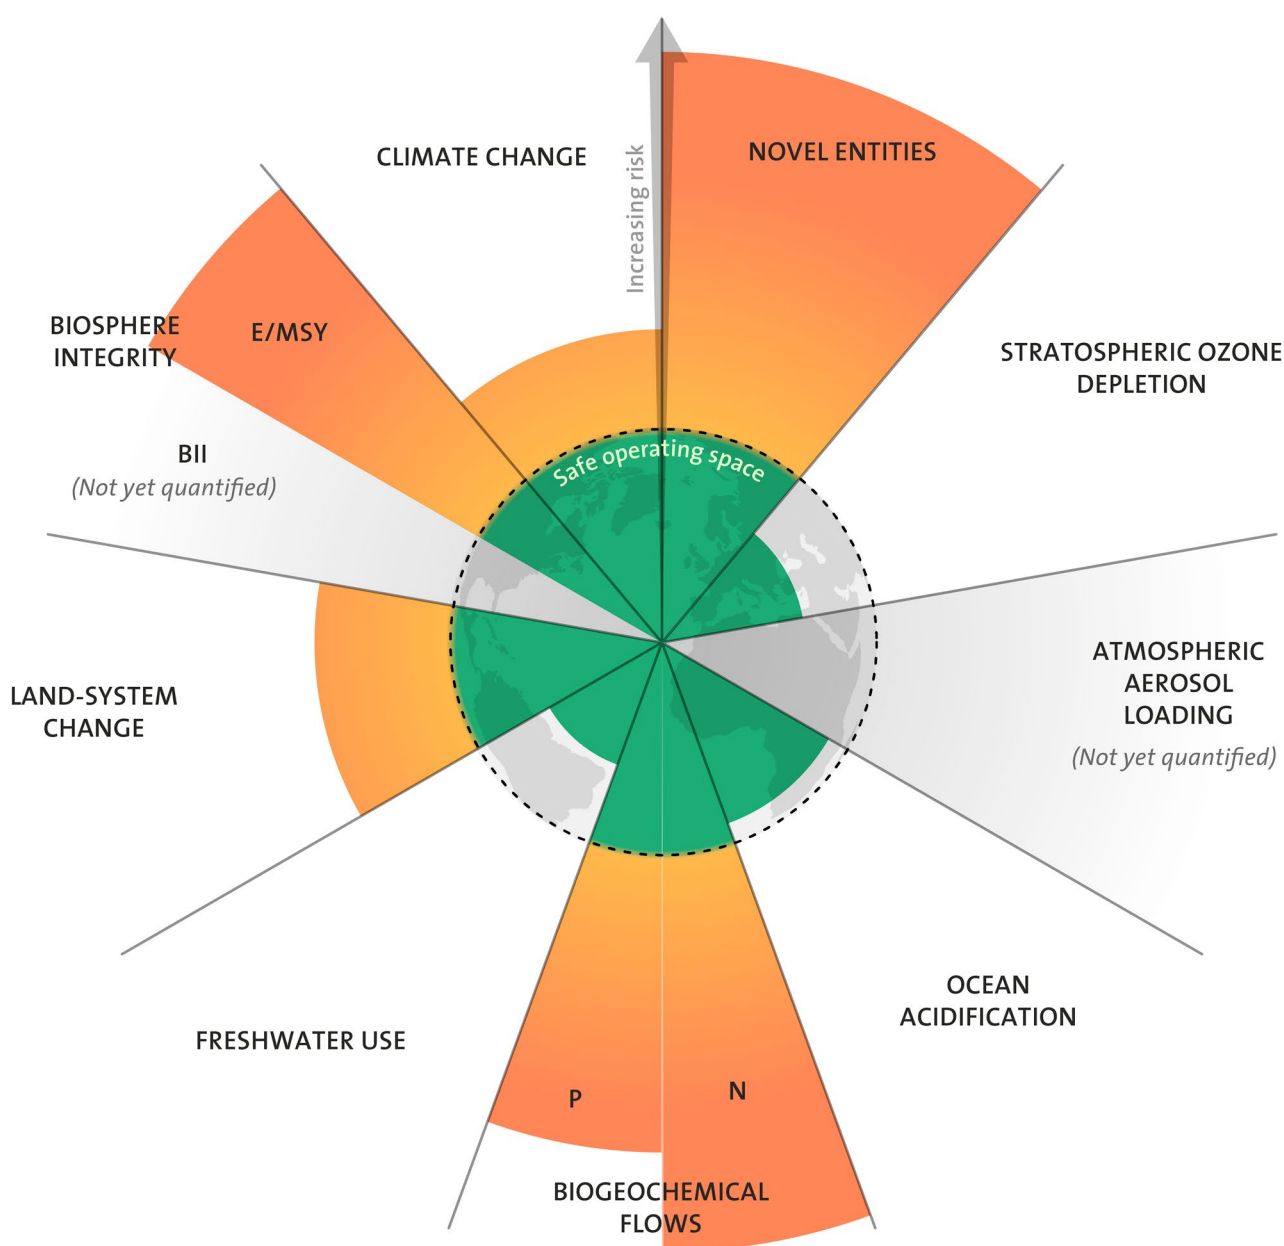 CLIMATE CHANGE
Increasing risk
NOVEL ENTITIES
BIOSPHERE
INTEGRITY
E/MSY
STRATOSPHERIC OZONE
DEPLETION
BII
(Not yet quantified)
Safe operating space
ATMOSPHERIC
AEROSOL
LOADING
(Not yet quantified)
LAND-SYSTEM
CHANGE
OCEAN
ACIDIFICATION
FRESHWATER USE
P
N
BIOGEOCHEMICAL
FLOWS